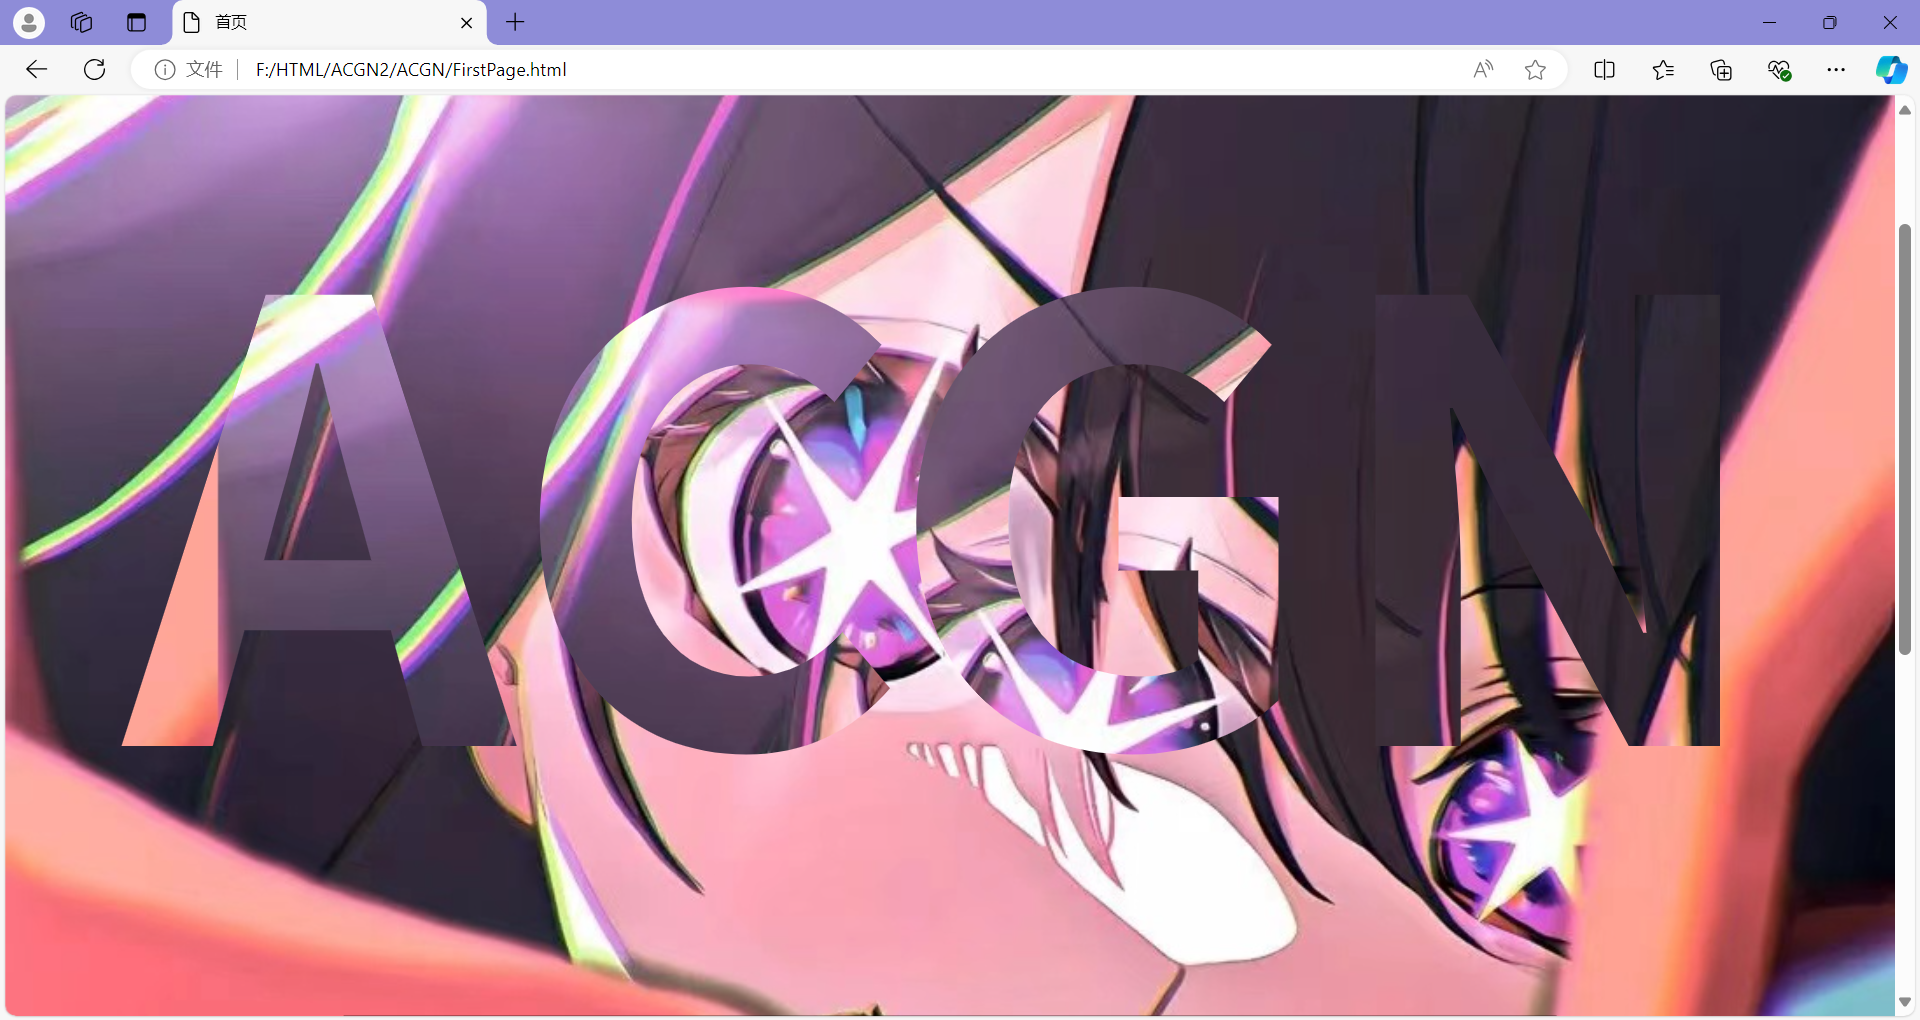 首页
文件
F:/HTML/ACGN2/ACGN/FirstPage.html
ACGN